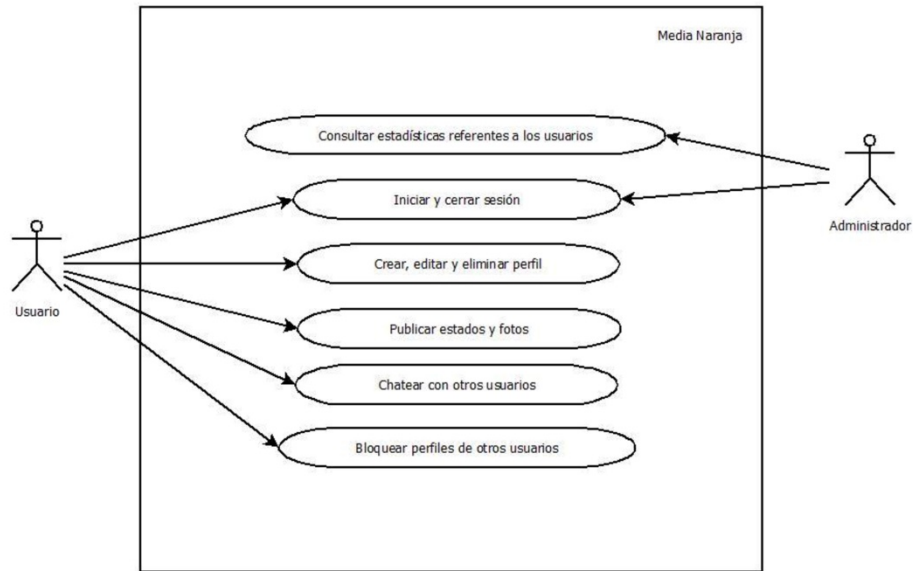 Media Naranja
Consultar estadísticas referentes a los usuarios
Iniciar y cerrar sesión
Administrador
Crear, editar y eliminar perfil
Usuario
Publicar estados y fotos
Chatear con otros usuarios
Bloquear perfiles de otros usuarios